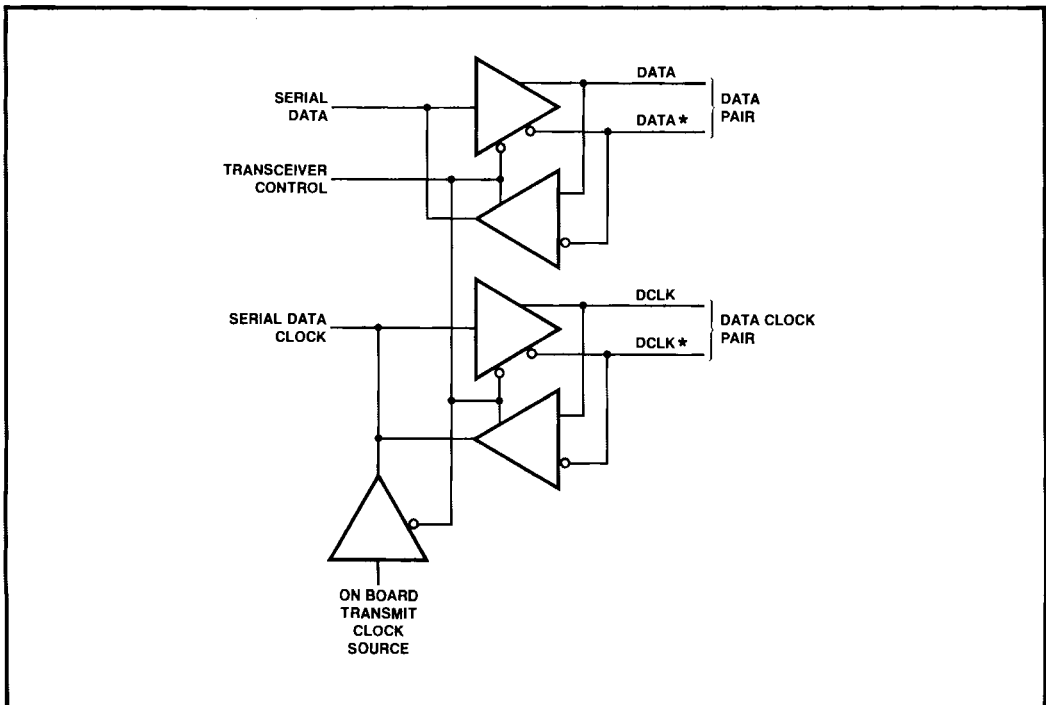 SERIAL
DATA
TRANSCEIVER
CONTROL
SERIAL DATA
CLOCK
ON BOARD
TRANSMIT
CLOCK
SOURCE
DATA
DATA*
DATA
PAIR
DCLK
DCLK*
DATA CLOCK
PAIR